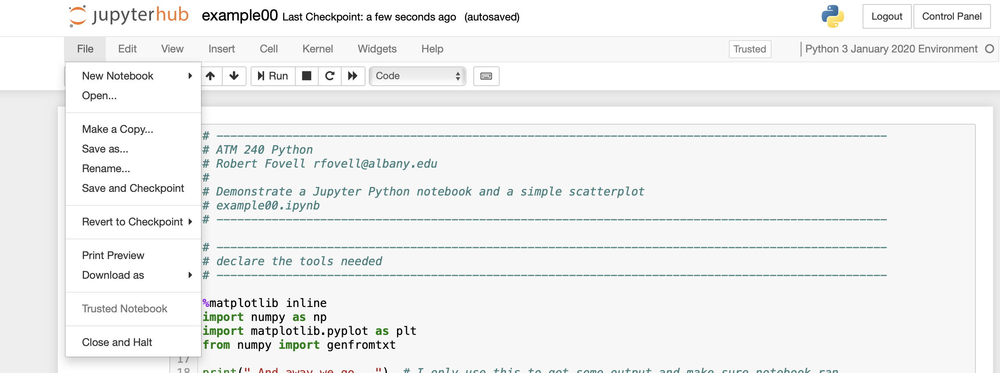 jupyterhub example00 Last Checkpoint: a few seconds ago (autosaved) Logout Control Panel
File Edit View Insert Cell Kernel Widgets Help Trusted Python 3 January 2020 Environment
Run Code
New Notebook
Open...
Make a Copy...
Save as...
Rename...
Save and Checkpoint
Revert to Checkpoint
Print Preview
Download as
Trusted Notebook
Close and Halt
# -------------------------------------------------------------------------------------------------
# ATM 240 Python
# Robert Fovell rfovell@albany.edu
#
# Demonstrate a Jupyter Python notebook and a simple scatterplot
# example00.ipynb
# -------------------------------------------------------------------------------------------------
# -------------------------------------------------------------------------------------------------
# declare the tools needed
# -------------------------------------------------------------------------------------------------
%matplotlib inline
import numpy as np
import matplotlib.pyplot as plt
from numpy import genfromtxt
17
18 print(" And away we go...") # I only use this to get some output and make sure notebook ran